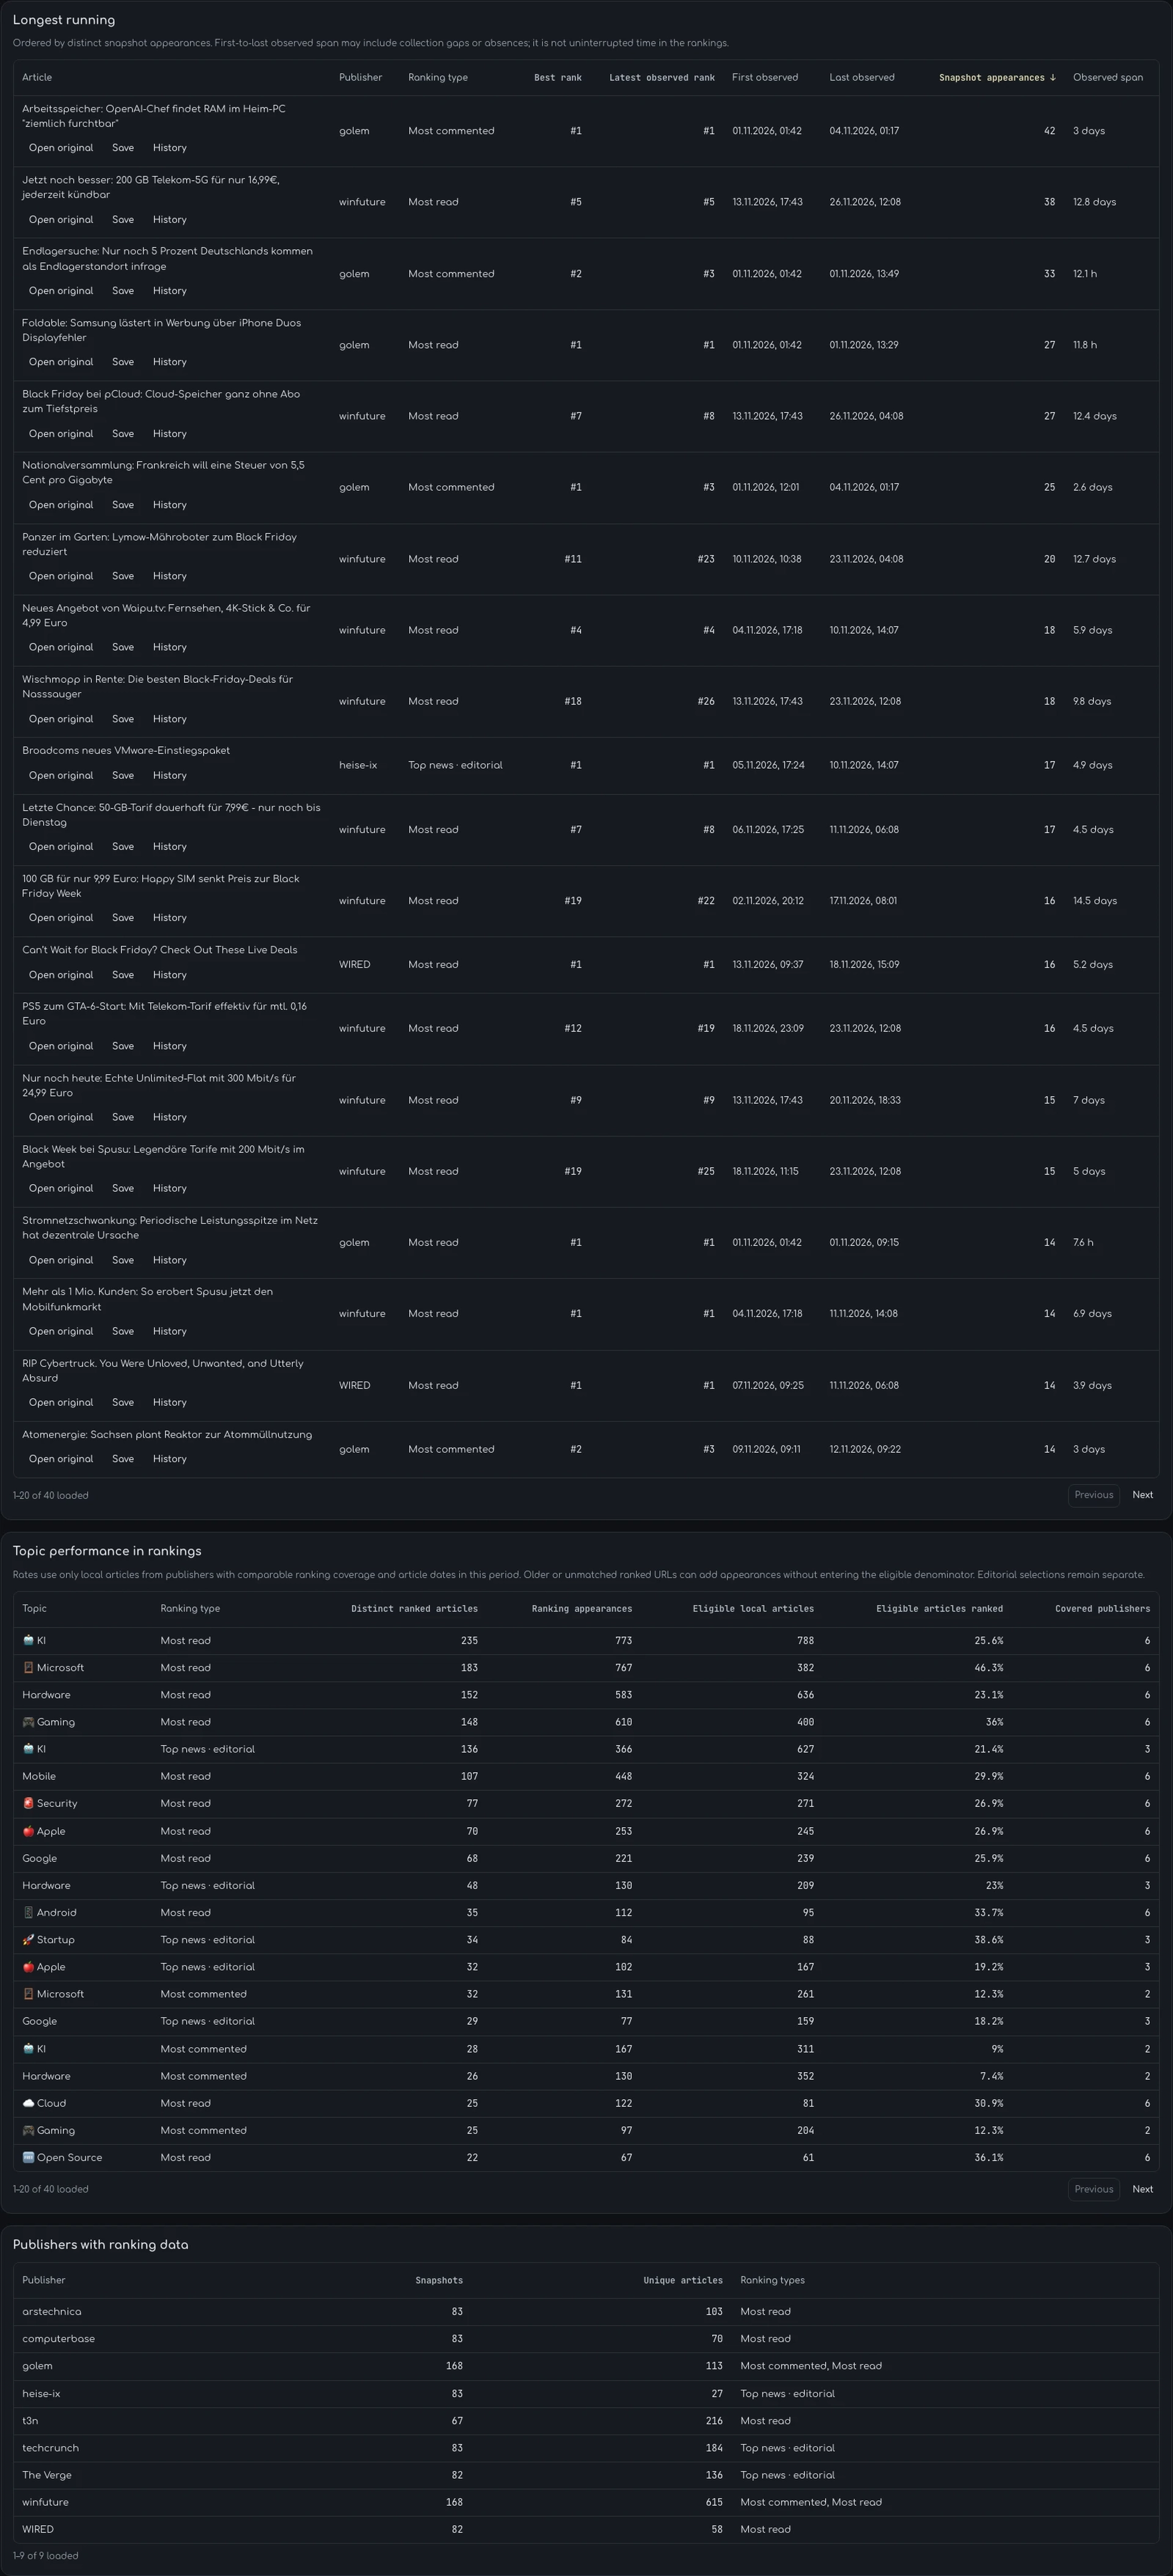 Longest running
Ordered by distinct snapshot appearances. First-to-last observed span may include collection gaps or absences; it is not uninterrupted time in the rankings.
Article Publisher Ranking type Best rank Latest observed rank First observed Last observed Snapshot appearances ↓ Observed span
Arbeitsspeicher: OpenAI-Chef findet RAM im Heim-PC
"ziemlich furchtbar"
golem Most commented #1 #1 01.11.2026, 01:42 04.11.2026, 01:17 42 3 days
Open original Save History
Jetzt noch besser: 200 GB Telekom-5G für nur 16,99€,
jederzeit kündbar
winfuture Most read #5 #5 13.11.2026, 17:43 26.11.2026, 12:08 38 12.8 days
Open original Save History
Endlagersuche: Nur noch 5 Prozent Deutschlands kommen
als Endlagerstandort infrage
golem Most commented #2 #3 01.11.2026, 01:42 01.11.2026, 13:49 33 12.1 h
Open original Save History
Foldable: Samsung lästert in Werbung über iPhone Duos
Displayfehler
golem Most read #1 #1 01.11.2026, 01:42 01.11.2026, 13:29 27 11.8 h
Open original Save History
Black Friday bei pCloud: Cloud-Speicher ganz ohne Abo
zum Tiefstpreis
winfuture Most read #7 #8 13.11.2026, 17:43 26.11.2026, 04:08 27 12.4 days
Open original Save History
Nationalversammlung: Frankreich will eine Steuer von 5,5
Cent pro Gigabyte
golem Most commented #1 #3 01.11.2026, 12:01 04.11.2026, 01:17 25 2.6 days
Open original Save History
Panzer im Garten: Lymow-Mähroboter zum Black Friday
reduziert
winfuture Most read #11 #23 10.11.2026, 10:38 23.11.2026, 04:08 20 12.7 days
Open original Save History
Neues Angebot von Waipu.tv: Fernsehen, 4K-Stick & Co. für
4,99 Euro
winfuture Most read #4 #4 04.11.2026, 17:18 10.11.2026, 14:07 18 5.9 days
Open original Save History
Wischmopp in Rente: Die besten Black-Friday-Deals für
Nasssauger
winfuture Most read #18 #26 13.11.2026, 17:43 23.11.2026, 12:08 18 9.8 days
Open original Save History
Broadcoms neues VMware-Einstiegspaket
heise-ix Top news · editorial #1 #1 05.11.2026, 17:24 10.11.2026, 14:07 17 4.9 days
Open original Save History
Letzte Chance: 50-GB-Tarif dauerhaft für 7,99€ - nur noch bis
Dienstag
winfuture Most read #7 #8 06.11.2026, 17:25 11.11.2026, 06:08 17 4.5 days
Open original Save History
100 GB für nur 9,99 Euro: Happy SIM senkt Preis zur Black
Friday Week
winfuture Most read #19 #22 02.11.2026, 20:12 17.11.2026, 08:01 16 14.5 days
Open original Save History
Can't Wait for Black Friday? Check Out These Live Deals
WIRED Most read #1 #1 13.11.2026, 09:37 18.11.2026, 15:09 16 5.2 days
Open original Save History
PS5 zum GTA-6-Start: Mit Telekom-Tarif effektiv für mtl. 0,16
Euro
winfuture Most read #12 #19 18.11.2026, 23:09 23.11.2026, 12:08 16 4.5 days
Open original Save History
Nur noch heute: Echte Unlimited-Flat mit 300 Mbit/s für
24,99 Euro
winfuture Most read #9 #9 13.11.2026, 17:43 20.11.2026, 18:33 15 7 days
Open original Save History
Black Week bei Spusu: Legendäre Tarife mit 200 Mbit/s im
Angebot
winfuture Most read #19 #25 18.11.2026, 11:15 23.11.2026, 12:08 15 5 days
Open original Save History
Stromnetzschwankung: Periodische Leistungsspitze im Netz
hat dezentrale Ursache
golem Most read #1 #1 01.11.2026, 01:42 01.11.2026, 09:15 14 7.6 h
Open original Save History
Mehr als 1 Mio. Kunden: So erobert Spusu jetzt den
Mobilfunkmarkt
winfuture Most read #1 #1 04.11.2026, 17:18 11.11.2026, 14:08 14 6.9 days
Open original Save History
RIP Cybertruck. You Were Unloved, Unwanted, and Utterly
Absurd
WIRED Most read #1 #1 07.11.2026, 09:25 11.11.2026, 06:08 14 3.9 days
Open original Save History
Atomenergie: Sachsen plant Reaktor zur Atommüllnutzung
golem Most commented #2 #3 09.11.2026, 09:11 12.11.2026, 09:22 14 3 days
Open original Save History
1–20 of 40 loaded Previous Next
Topic performance in rankings
Rates use only local articles from publishers with comparable ranking coverage and article dates in this period. Older or unmatched ranked URLs can add appearances without entering the eligible denominator. Editorial selections remain separate.
Topic Ranking type Distinct ranked articles Ranking appearances Eligible local articles Eligible articles ranked Covered publishers
KI Most read 235 773 788 25.6% 6
Microsoft Most read 183 767 382 46.3% 6
Hardware Most read 152 583 636 23.1% 6
Gaming Most read 148 610 400 36% 6
KI Top news · editorial 136 366 627 21.4% 3
Mobile Most read 107 448 324 29.9% 6
Security Most read 77 272 271 26.9% 6
Apple Most read 70 253 245 26.9% 6
Google Most read 68 221 239 25.9% 6
Hardware Top news · editorial 48 130 209 23% 3
Android Most read 35 112 95 33.7% 6
Startup Top news · editorial 34 84 88 38.6% 3
Apple Top news · editorial 32 102 167 19.2% 3
Microsoft Most commented 32 131 261 12.3% 2
Google Top news · editorial 29 77 159 18.2% 3
KI Most commented 28 167 311 9% 2
Hardware Most commented 26 130 352 7.4% 2
Cloud Most read 25 122 81 30.9% 6
Gaming Most commented 25 97 204 12.3% 2
Open Source Most read 22 67 61 36.1% 6
1–20 of 40 loaded Previous Next
Publishers with ranking data
Publisher Snapshots Unique articles Ranking types
arstechnica 83 103 Most read
computerbase 83 70 Most read
golem 168 113 Most commented, Most read
heise-ix 83 27 Top news · editorial
t3n 67 216 Most read
techcrunch 83 184 Top news · editorial
The Verge 82 136 Top news · editorial
winfuture 168 615 Most commented, Most read
WIRED 82 58 Most read
1–9 of 9 loaded